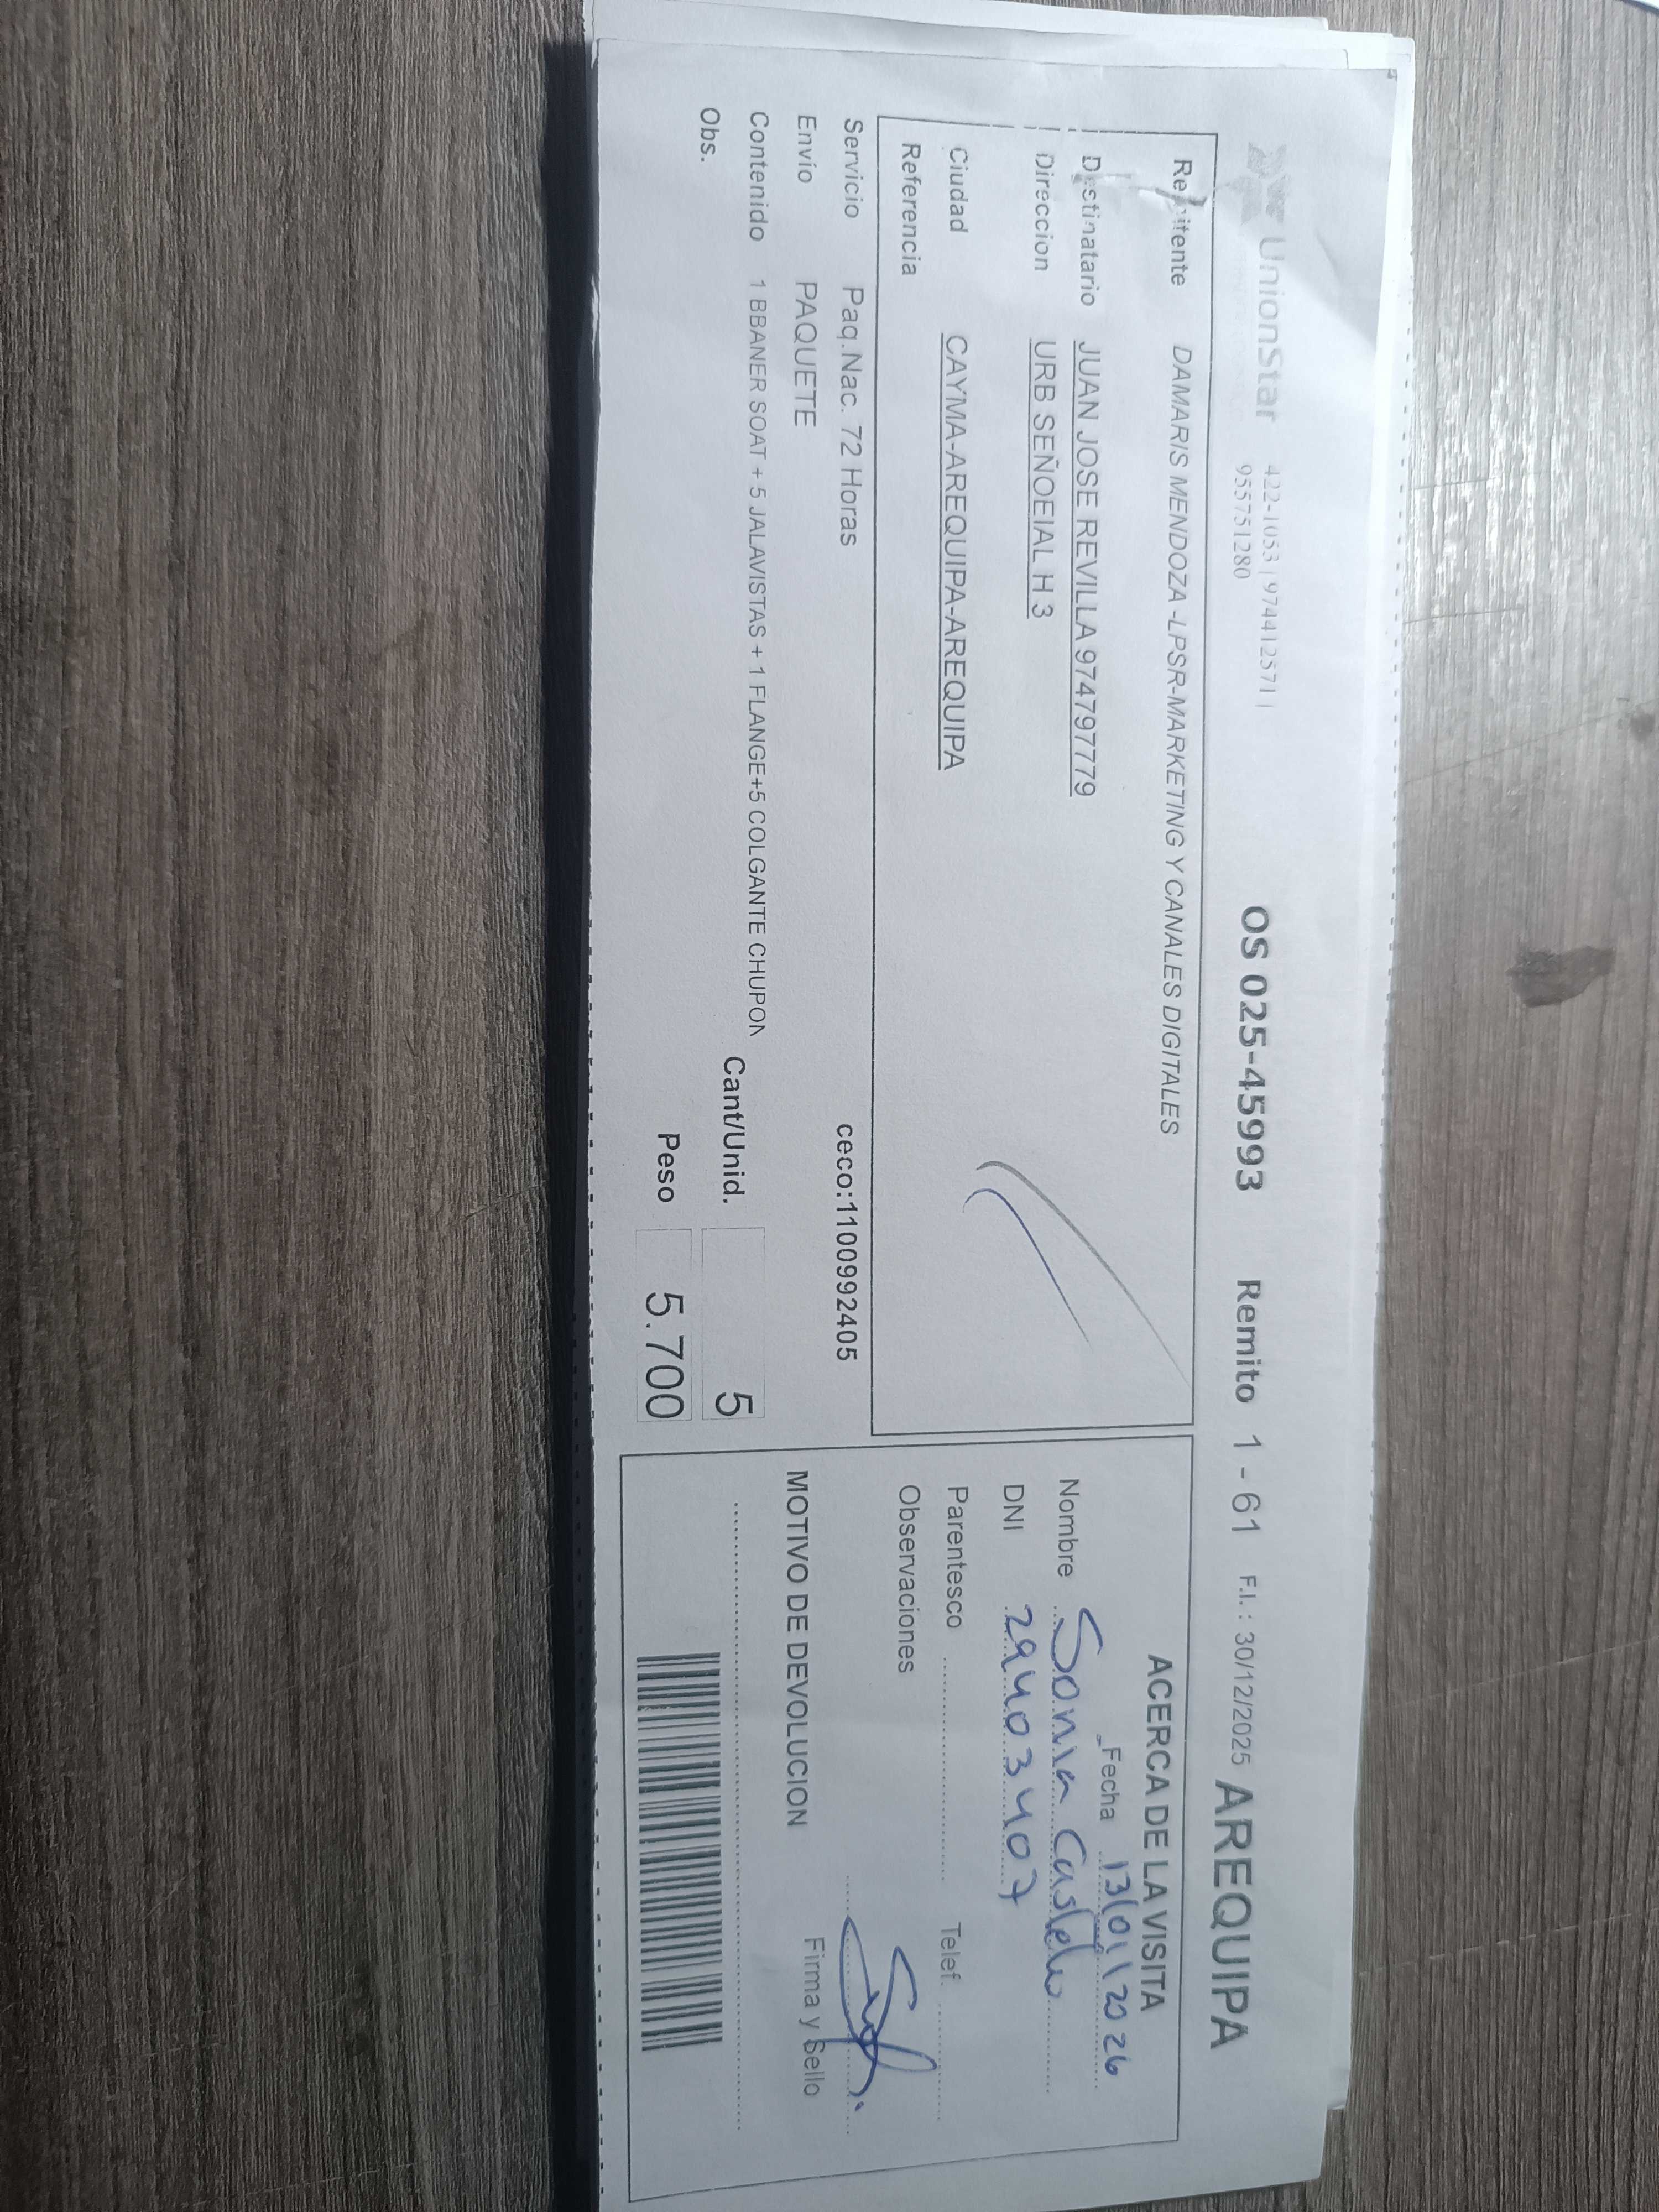 UnionStar
422-1053 | 974412571 |
955751280
OS 025-45993 Remito 1 - 61 F.I. : 30/12/2025 AREQUIPA
Remitente DAMARIS MENDOZA -LPSR-MARKETING Y CANALES DIGITALES
Destinatario JUAN JOSE REVILLA 974797779
Direccion URB SEÑOEIAL H 3
Ciudad CAYMA-AREQUIPA-AREQUIPA
Referencia
Servicio Paq.Nac. 72 Horas ceco:1100992405
Envio PAQUETE
Contenido 1 BBANER SOAT + 5 JALAVISTAS + 1 FLANGE+5 COLGANTE CHUPON
Obs.
Cant/Unid. 5
Peso 5.700
ACERCA DE LA VISITA
Fecha 13/01/2026
Nombre Sonia
DNI 29403407
Parentesco Telef.
Observaciones
Firma y Sello
MOTIVO DE DEVOLUCION